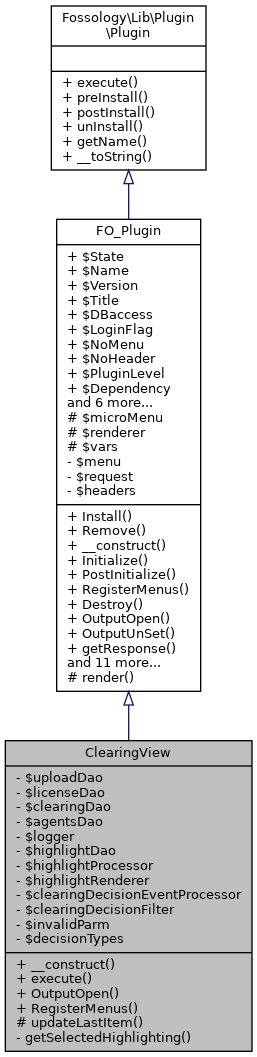 Fossology\Lib\Plugin
\Plugin
+ execute()
+ preInstall()
+ postInstall()
+ unInstall()
+ getName()
+ __toString()
FO_Plugin
+ $State
+ $Name
+ $Version
+ $Title
+ $DBaccess
+ $LoginFlag
+ $NoMenu
+ $NoHeader
+ $PluginLevel
+ $Dependency
and 6 more...
# $microMenu
# $renderer
# $vars
- $menu
- $request
- $headers
+ Install()
+ Remove()
+ __construct()
+ Initialize()
+ PostInitialize()
+ RegisterMenus()
+ Destroy()
+ OutputOpen()
+ OutputUnSet()
+ getResponse()
and 11 more...
# render()
ClearingView
- $uploadDao
- $licenseDao
- $clearingDao
- $agentsDao
- $logger
- $highlightDao
- $highlightProcessor
- $highlightRenderer
- $clearingDecisionEventProcessor
- $clearingDecisionFilter
- $invalidParm
- $decisionTypes
+ __construct()
+ execute()
+ OutputOpen()
+ RegisterMenus()
# updateLastItem()
- getSelectedHighlighting()